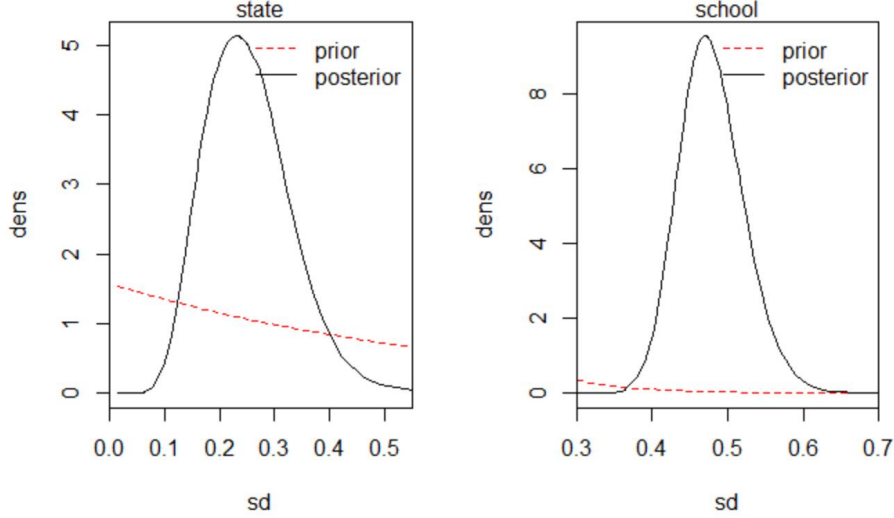 state
prior
posterior
dens
5
4
3
2
1
0
0.0 0.1 0.2 0.3 0.4 0.5
sd
school
prior
posterior
dens
8
6
4
2
0
0.3 0.4 0.5 0.6 0.7
sd